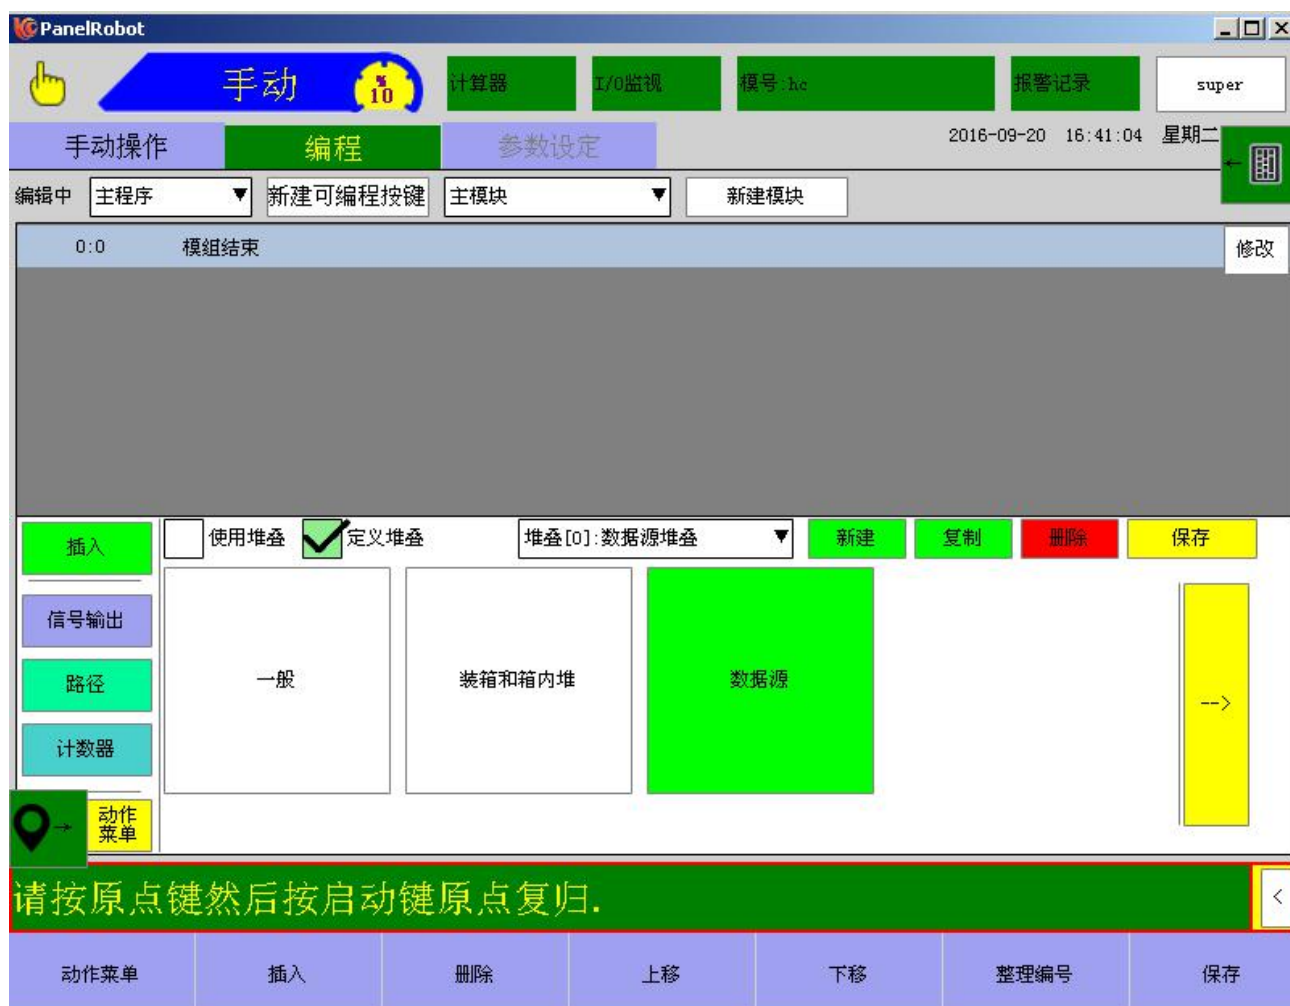 PanelRobot
手动 % 10 计算器 I/O监视 模号:hc 报警记录 super
手动操作 编程 参数设定 2016-09-20 16:41:04 星期二
←
编辑中 主程序 ▼ 新建可编程按键 主模块 ▼ 新建模块
0:0 模组结束 修改
插入 使用堆叠 定义堆叠 堆叠[0]:数据源堆叠 ▼ 新建 复制 删除 保存
信号输出
路径 一般 装箱和箱内堆 数据源 -->
计数器
→ 动作
菜单
请按原点键然后按启动键原点复归. <
动作菜单 插入 删除 上移 下移 整理编号 保存